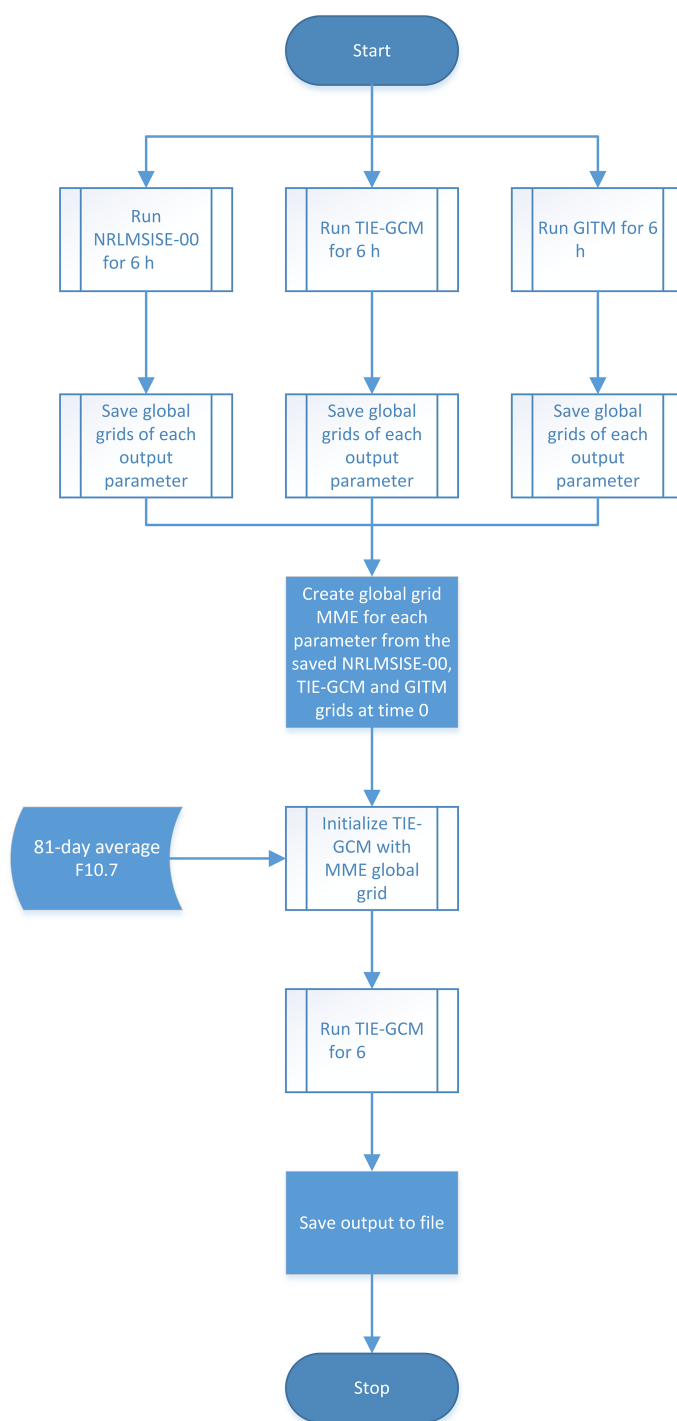 Start
Run
NRLMSISE-00
for 6 h
Run TIE-GCM
for 6 h
Run GITM for 6
h
Save global
grids of each
output
parameter
Save global
grids of each
output
parameter
Save global
grids of each
output
parameter
Create global grid
MME for each
parameter from the
saved NRLMSISE-00,
TIE-GCM and GITM
grids at time 0
81-day average
F10.7
Initialize TIE-
GCM with
MME global
grid
Run TIE-GCM
for 6
Save output to file
Stop